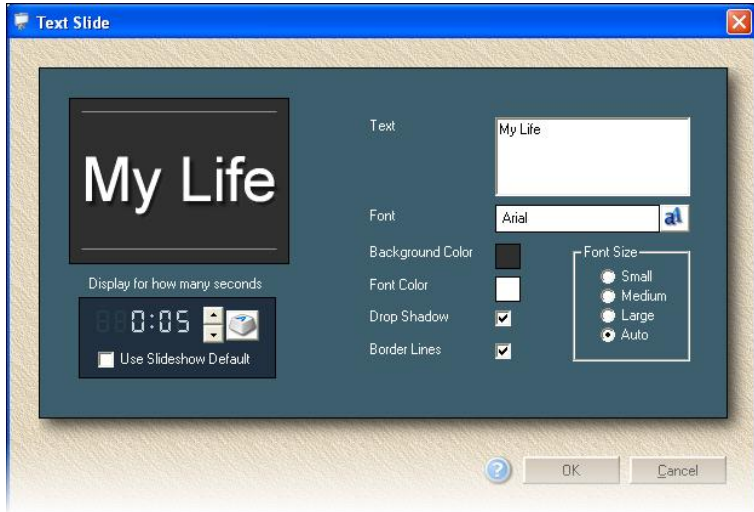 Text Slide
My Life
Display for how many seconds
0:05
Use Slideshow Default
Text
My Life
Font
Arial
a
Background Color
Font Color
Drop Shadow
Border Lines
Font Size
Small
Medium
Large
Auto
?
OK
Cancel